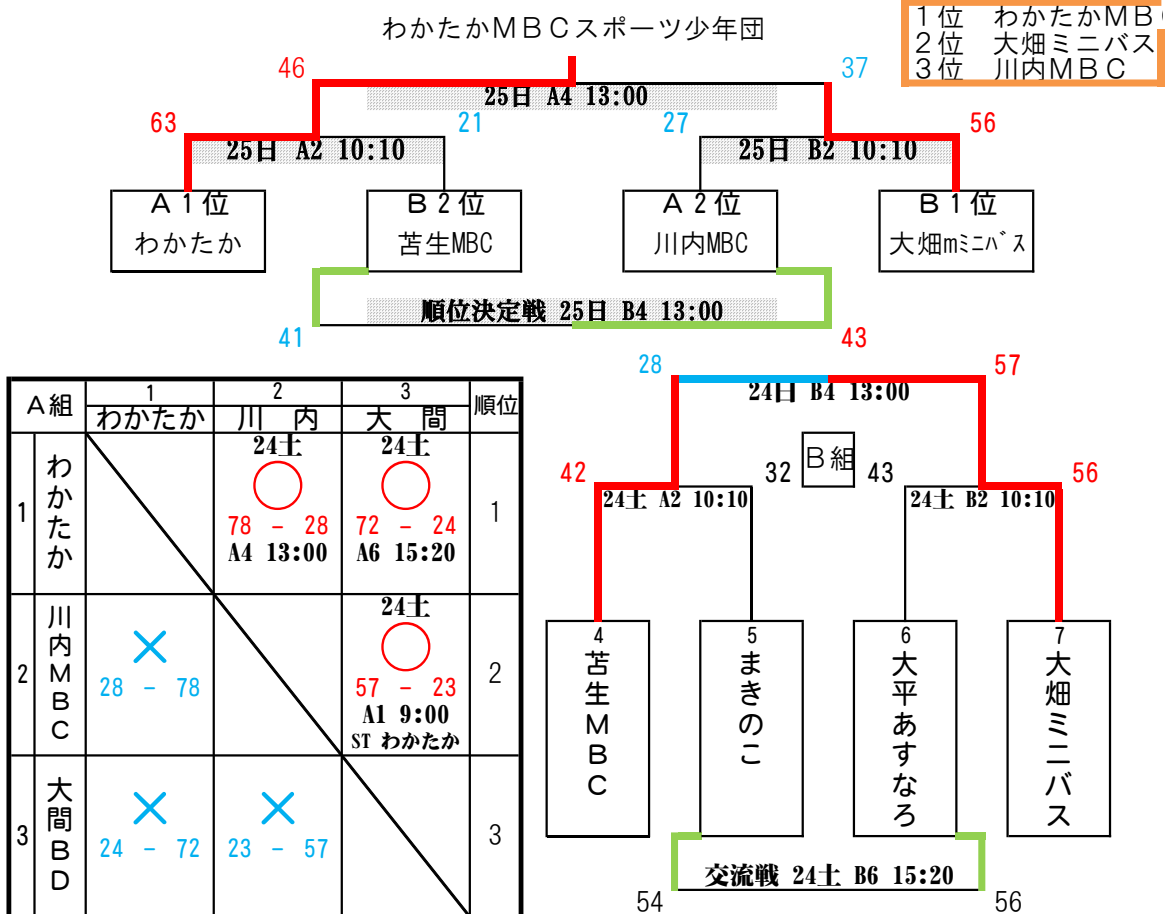 わかたかＭＢＣスポーツ少年団
１位　わかたかＭＢ
２位　大畑ミニバス
３位　川内ＭＢＣ
46 37
25日 A4 13:00
63 21 27 56
25日 A2 10:10 25日 B2 10:10
Ａ１位 Ｂ２位 Ａ２位 Ｂ１位
わかたか 苫生MBC 川内MBC 大畑mﾐﾆﾊﾞｽ
順位決定戦 25日 B4 13:00
41 43
28 57
24日 B4 13:00
Ｂ組
42 32 43 56
24土 A2 10:10 24土 B2 10:10
4 5 6 7
苫生ＭＢＣ まきのこ 大平あすなろ 大畑ミニバス
交流戦 24土 B6 15:20
54 56
Ａ組 1 2 3 順位
わかたか 川　内 大　間
1 わかたか 24土 24土 1
78 － 28 72 － 24
A4 13:00 A6 15:20
2 川内ＭＢＣ 24土 2
28 － 78 57 － 23
A1 9:00
ST わかたか
3 大間ＢＤ 3
24 － 72 23 － 57